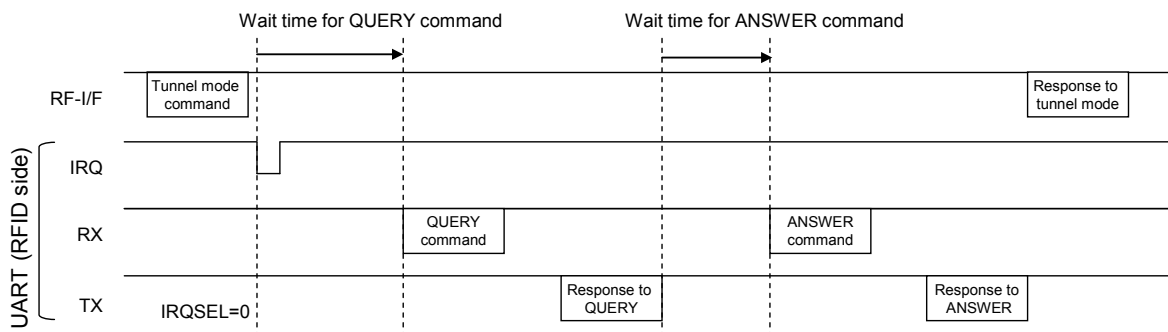 Wait time for QUERY command
Wait time for ANSWER command
RF-I/F
Tunnel mode
command
Response to
tunnel mode
UART (RFID side)
IRQ
RX
QUERY
command
ANSWER
command
TX
IRQSEL=0
Response to
QUERY
Response to
ANSWER